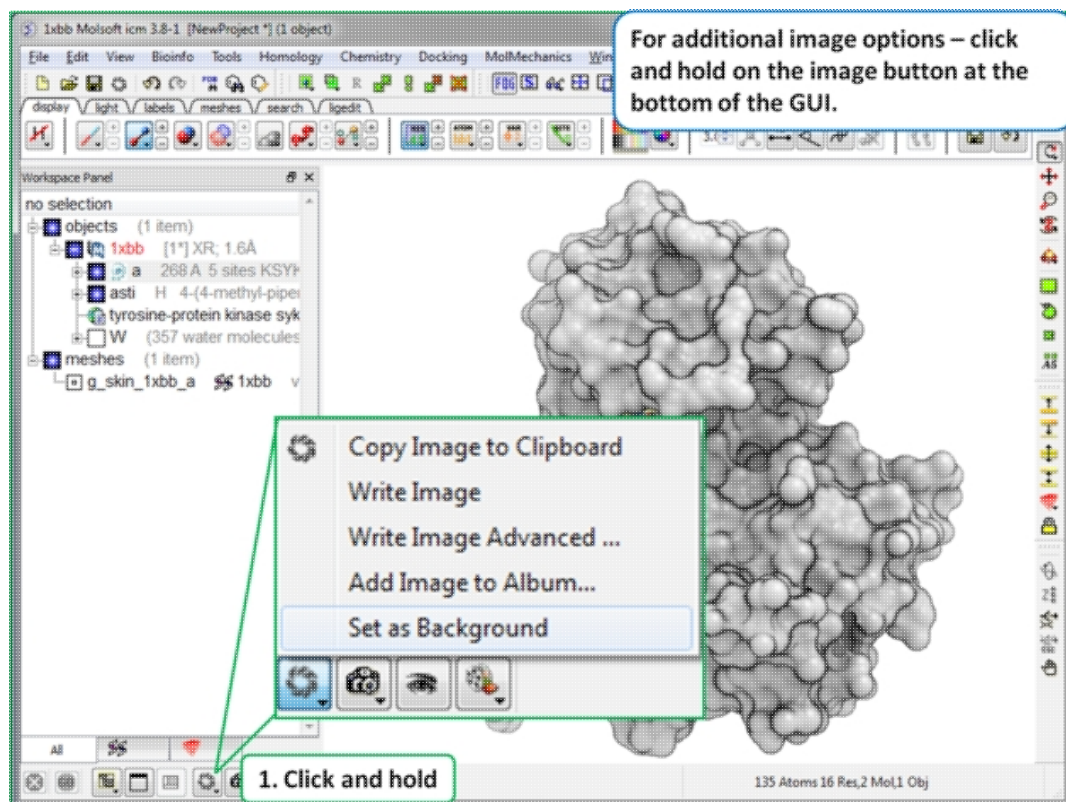 1xbb Molsoft icm 3.8-1 [NewProject *] (1 object)
For additional image options – click
and hold on the image button at the
bottom of the GUI.
File Edit View Bioinfo Tools Homology Chemistry Docking MolMechanics
display light labels meshes search ligedit
Workspace Panel
no selection
objects (1 item)
1xbb [1*] XR; 1.6Å
a 268 A 5 sites
asti H 4-(4-methyl-piper
tyrosine-protein kinase syk
W (357 water molecules
meshes (1 item)
g_skin_1xbb_a 1xbb
Copy Image to Clipboard
Write Image
Write Image Advanced ...
Add Image to Album...
Set as Background
All
1. Click and hold
135 Atoms 16 Res,2 Mol,1 Obj